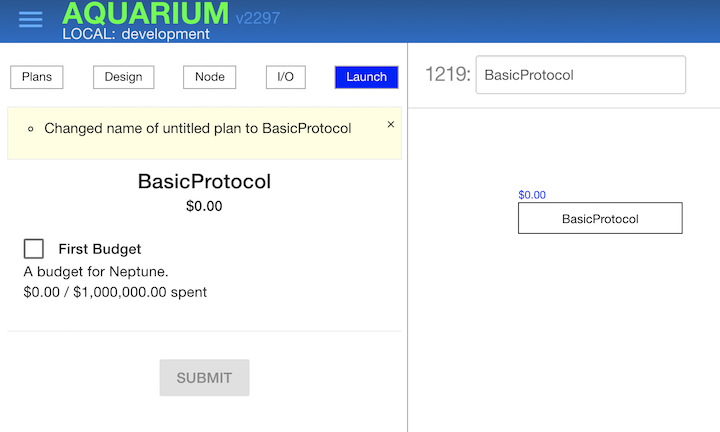 AQUARIUM v2297
LOCAL: development
Plans Design Node I/O Launch
1219: BasicProtocol
Changed name of untitled plan to BasicProtocol ×
BasicProtocol
$0.00
First Budget
A budget for Neptune.
$0.00 / $1,000,000.00 spent
SUBMIT
$0.00
BasicProtocol